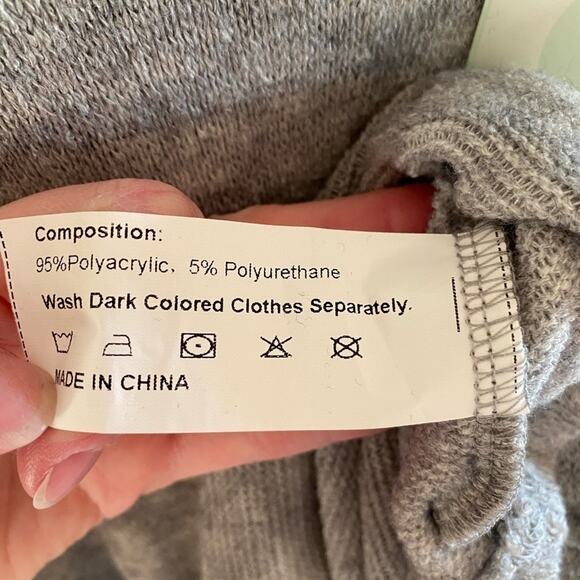 Composition:
95%Polyacrylic, 5% Polyurethane
Wash Dark Colored Clothes Separately.
MADE IN CHINA